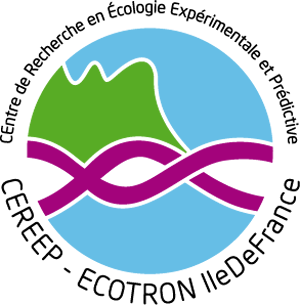 CEntre de Recherche en Écologie Expérimentale et Prédictive
CEREEP - ECOTRON IleDeFrance